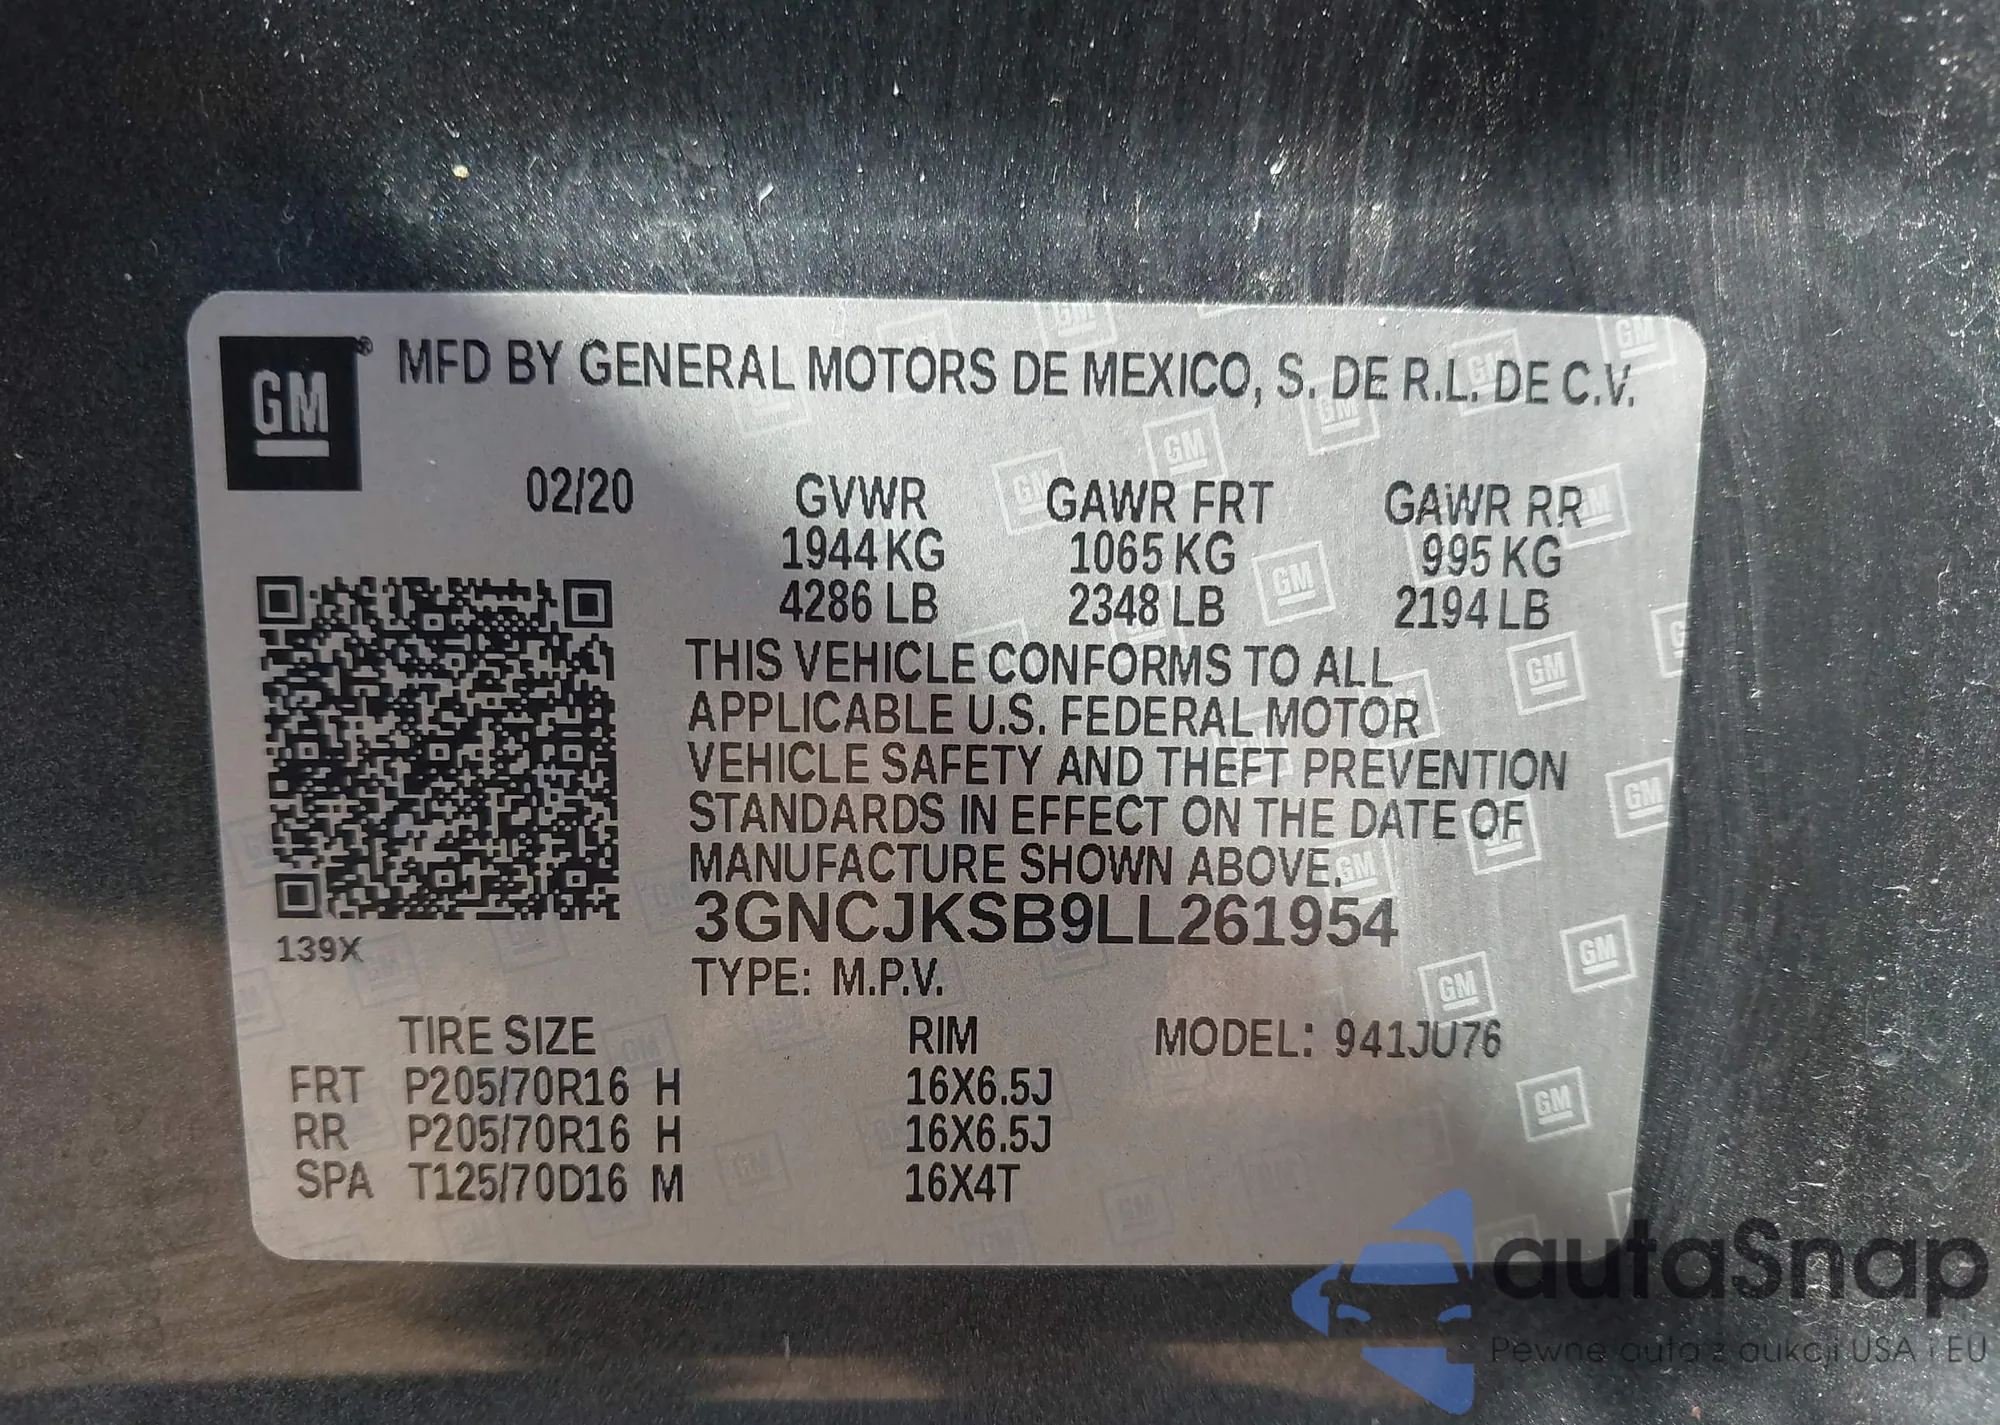 GM® MFD BY GENERAL MOTORS DE MEXICO, S. DE R.L. DE C.V.
02/20 GVWR GAWR FRT GAWR RR
1944 KG 1065 KG 995 KG
4286 LB 2348 LB 2194 LB
THIS VEHICLE CONFORMS TO ALL
APPLICABLE U.S. FEDERAL MOTOR
VEHICLE SAFETY AND THEFT PREVENTION
STANDARDS IN EFFECT ON THE DATE OF
MANUFACTURE SHOWN ABOVE.
3GNCJKSB9LL261954
139X
TYPE: M.P.V.
TIRE SIZE RIM MODEL: 941JU76
FRT P205/70R16 H 16X6.5J
RR P205/70R16 H 16X6.5J
SPA T125/70D16 M 16X4T
autaSnap
Pewne auta z aukcji USA i EU